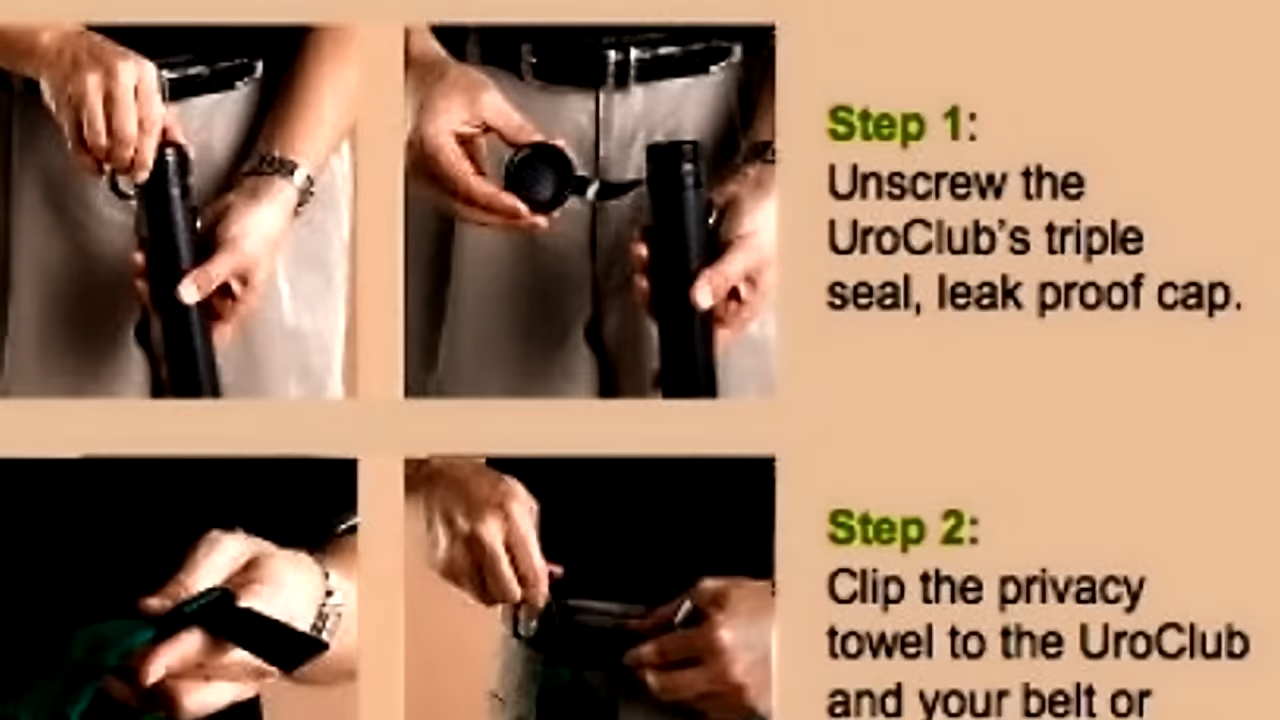 Step 1:
Unscrew the
UroClub’s triple
seal, leak proof cap.
Step 2:
Clip the privacy
towel to the UroClub
and your belt or